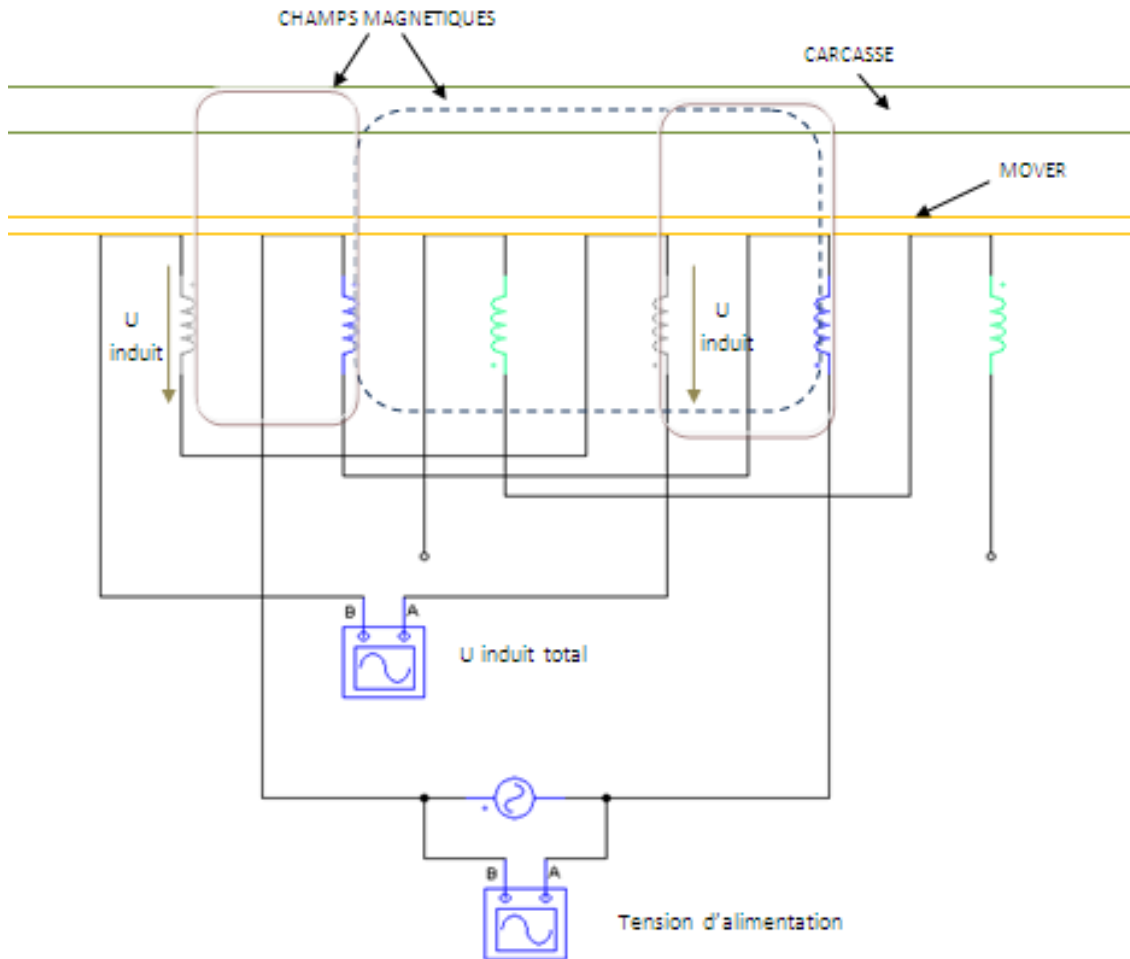 CHAMPS MAGNETIQUES
CARCASSE
MOVER
U
induit
U
induit
B
A
U induit total
B
A
Tension d'alimentation